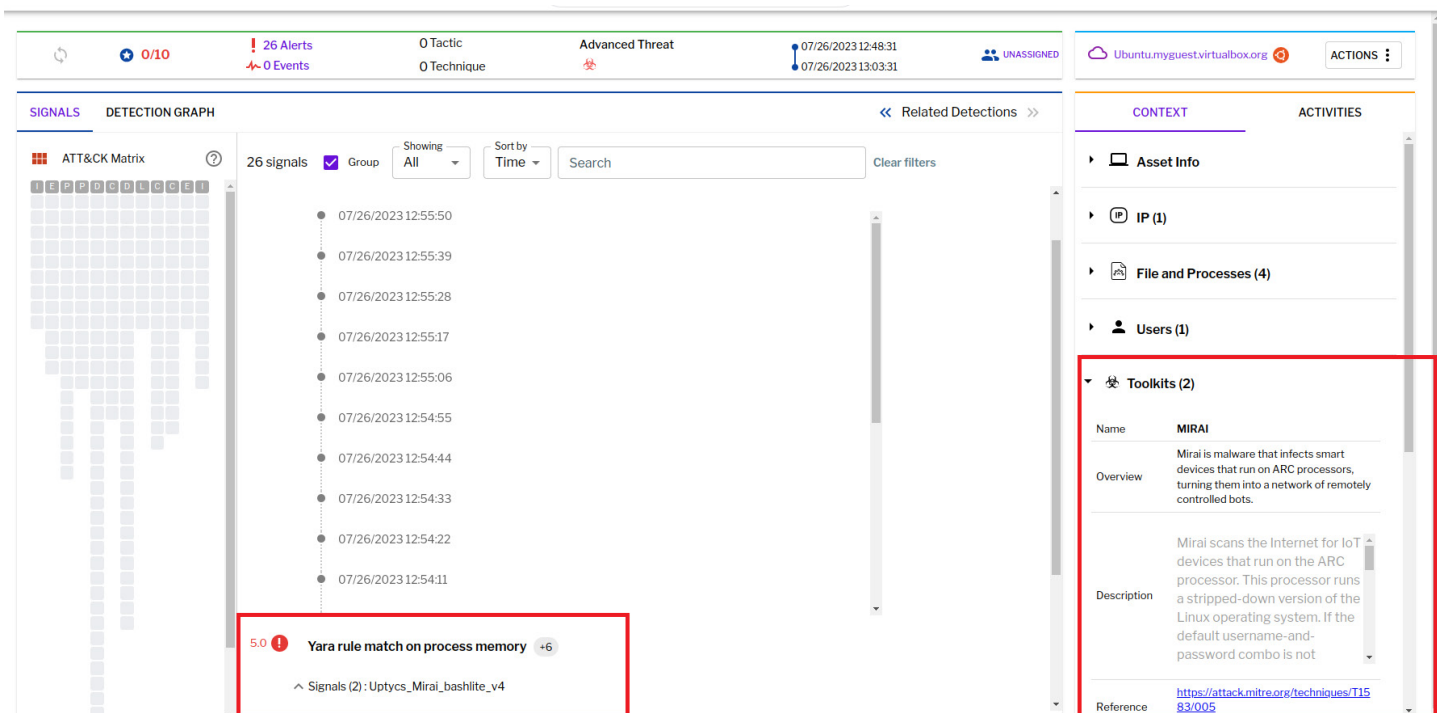 0/10
26 Alerts
0 Events
0 Tactic
0 Technique
Advanced Threat
07/26/2023 12:48:31
07/26/2023 13:03:31
UNASSIGNED
Ubuntu.myguest.virtualbox.org
ACTIONS
SIGNALS
DETECTION GRAPH
Related Detections
ATT&CK Matrix
I E P P D C D L C C E I
26 signals
Group
Showing
All
Sort by
Time
Search
Clear filters
07/26/2023 12:55:50
07/26/2023 12:55:39
07/26/2023 12:55:28
07/26/2023 12:55:17
07/26/2023 12:55:06
07/26/2023 12:54:55
07/26/2023 12:54:44
07/26/2023 12:54:33
07/26/2023 12:54:22
07/26/2023 12:54:11
5.0
Yara rule match on process memory +6
Signals (2) : Uptycs_Mirai_bashlite_v4
CONTEXT
ACTIVITIES
Asset Info
IP
IP (1)
File and Processes (4)
Users (1)
Toolkits (2)
Name
MIRAI
Overview
Mirai is malware that infects smart
devices that run on ARC processors,
turning them into a network of remotely
controlled bots.
Description
Mirai scans the Internet for IoT
devices that run on the ARC
processor. This processor runs
a stripped-down version of the
Linux operating system. If the
default username-and-
password combo is not
Reference
https://attack.mitre.org/techniques/T15
83/005